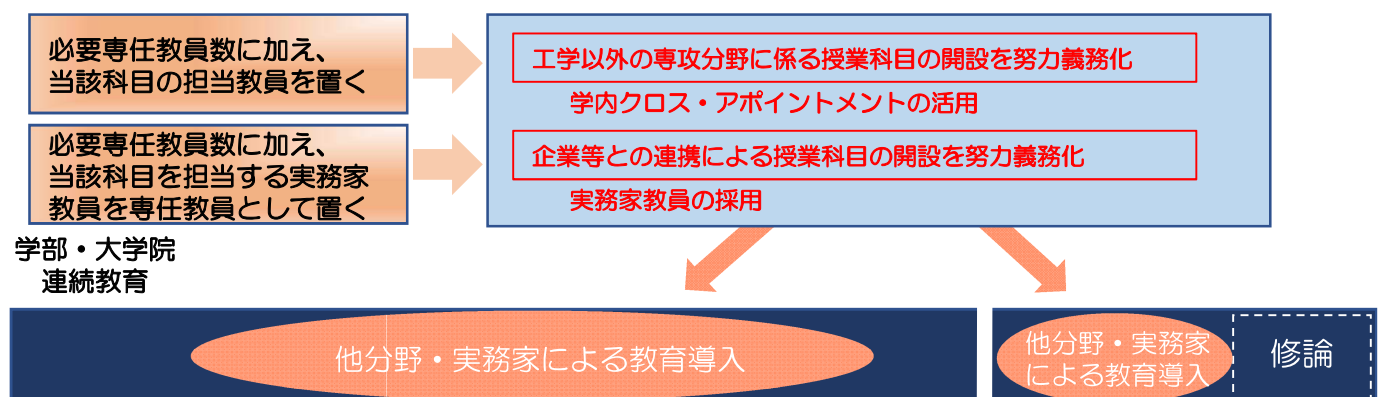 必要専任教員数に加え、
当該科目の担当教員を置く
工学以外の専攻分野に係る授業科目の開設を努力義務化
学内クロス・アポイントメントの活用
必要専任教員数に加え、
当該科目を担当する実務家
教員を専任教員として置く
企業等との連携による授業科目の開設を努力義務化
実務家教員の採用
学部・大学院
連続教育
他分野・実務家による教育導入
他分野・実務家
による教育導入
修論